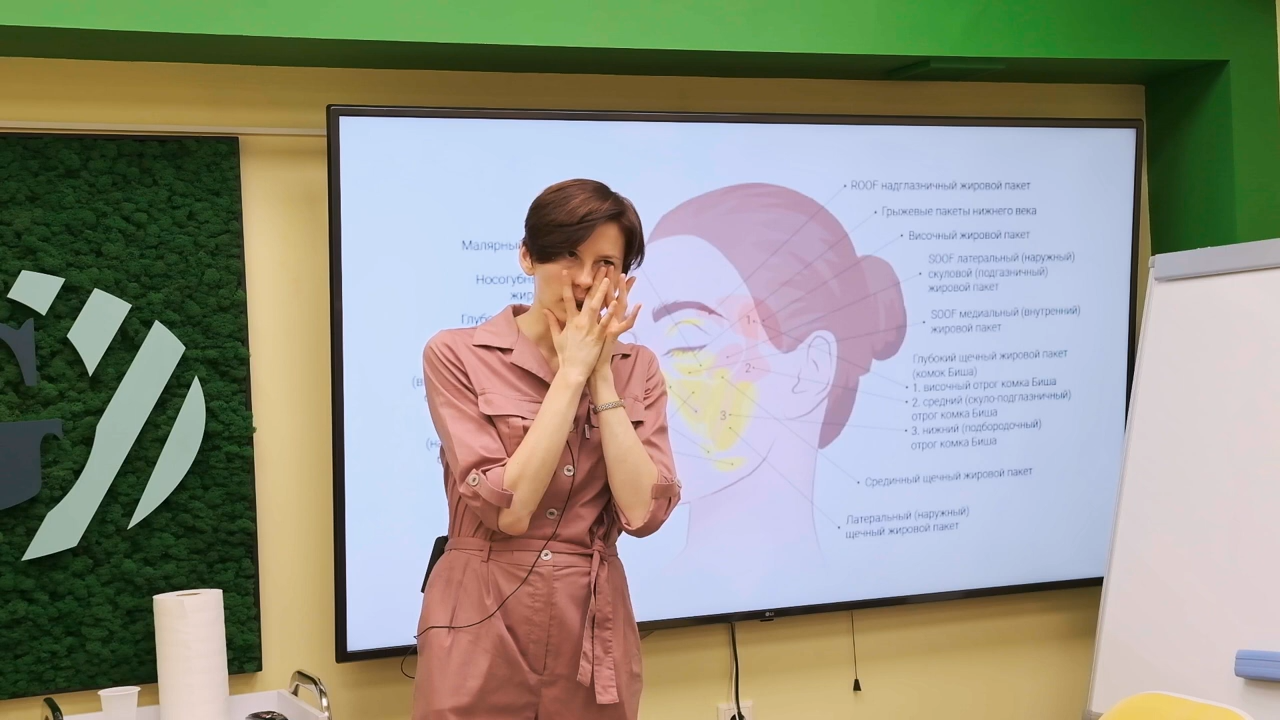 ROOF надглазничный жировой пакет
Грыжевые пакеты нижнего века
Височный жировой пакет
SOOF латеральный (наружный)
скуловой (подглазничный)
жировой пакет
SOOF медиальный (внутренний)
жировой пакет
Глубокий щечный жировой пакет
(комок Биша)
1. височный отрог комка Биша
2. средний (скуло-подглазничный)
отрог комка Биша
3. нижний (подбородочный)
отрог комка Биша
Срединный щечный жировой пакет
Латеральный (наружный)
щечный жировой пакет
Малярный
1
2
3
LG